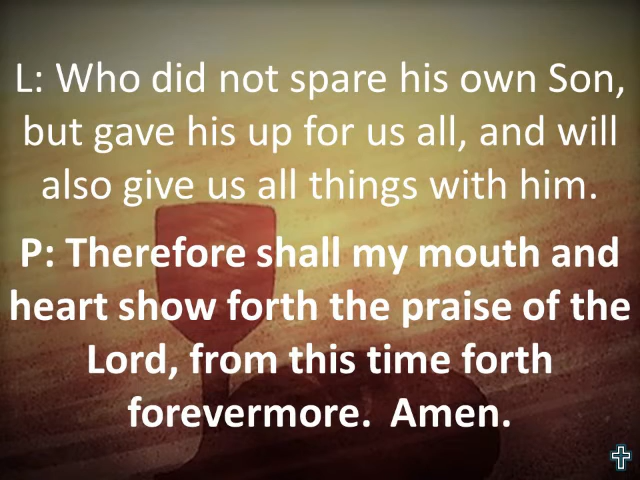 L: Who did not spare his own Son,
but gave his up for us all, and will
also give us all things with him.
P: Therefore shall my mouth and
heart show forth the praise of the
Lord, from this time forth
forevermore.  Amen.